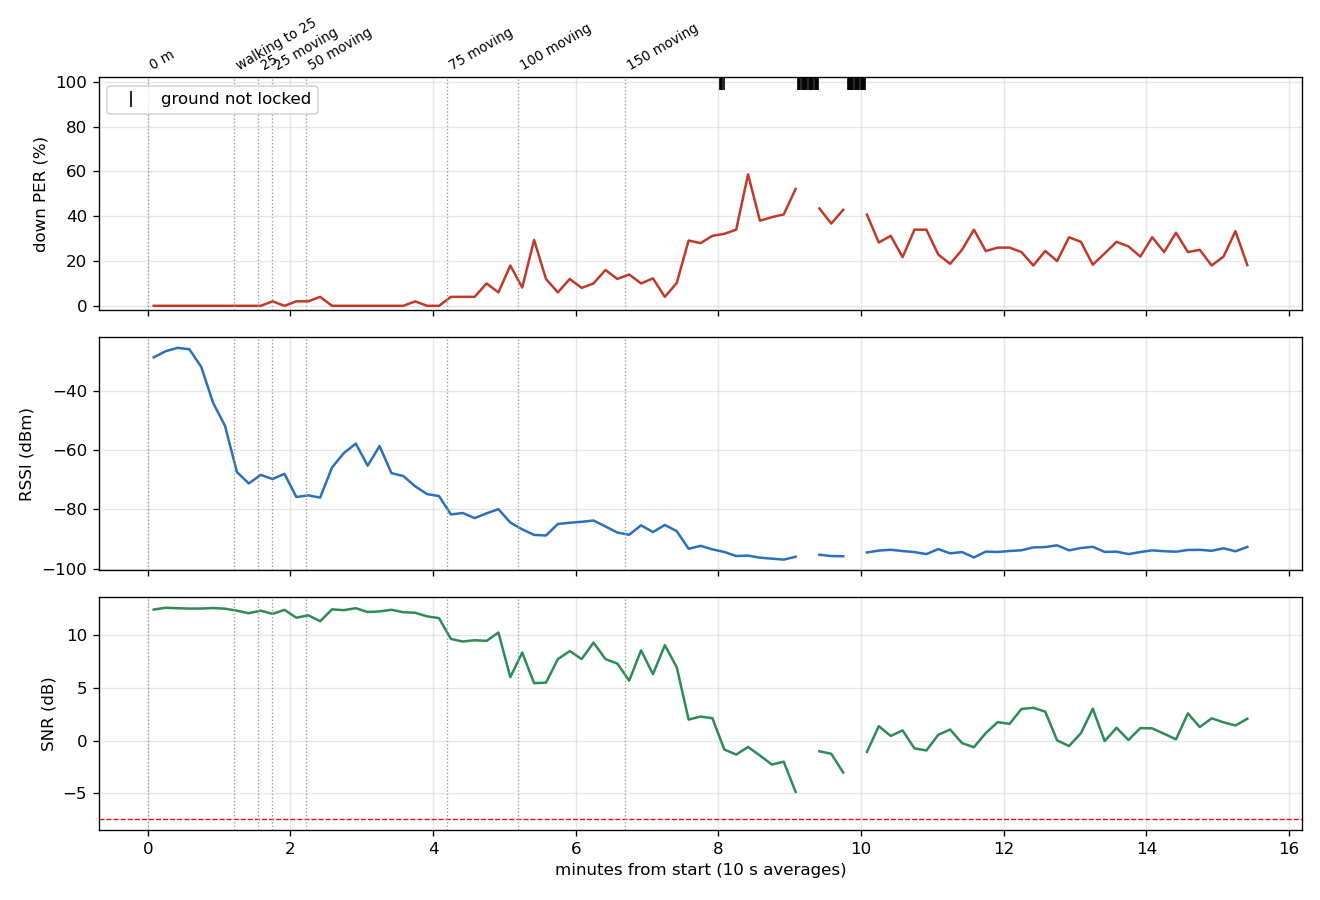 0 m
walking to 25
25
25 moving
50 moving
75 moving
100 moving
150 moving
ground not locked
down PER (%)
100
80
60
40
20
0
RSSI (dBm)
−40
−60
−80
−100
SNR (dB)
10
5
0
−5
0 2 4 6 8 10 12 14 16
minutes from start (10 s averages)